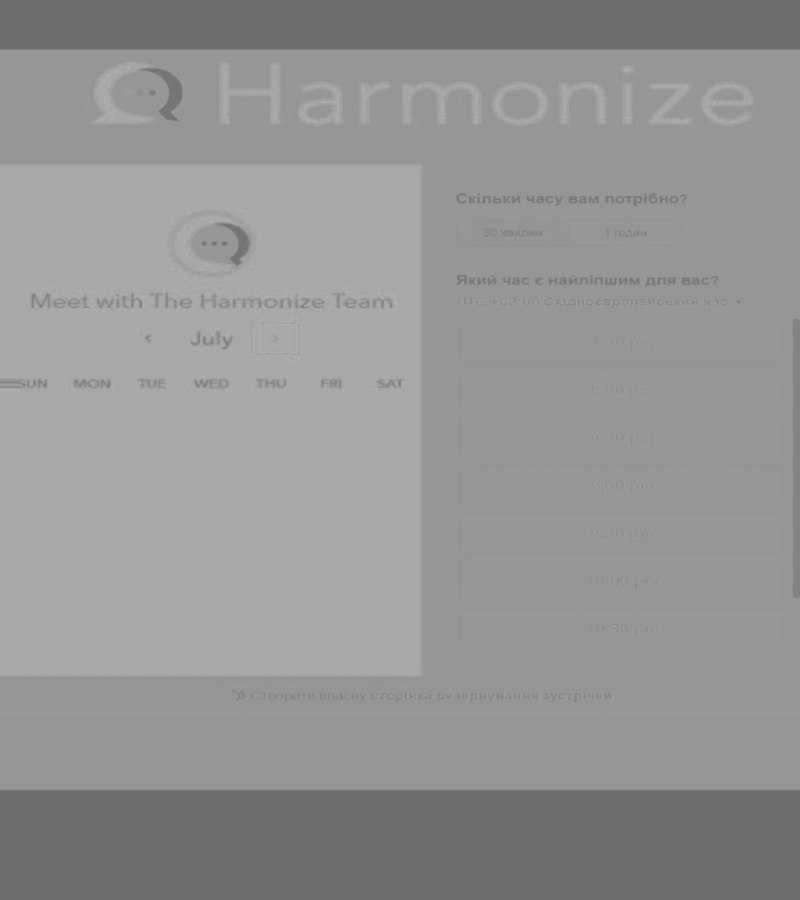 Harmonize
Meet with The Harmonize Team
July
SUN MON TUE WED THU FRI SAT
Скільки часу вам потрібно?
30 хвилин 1 годин
Який час є найліпшим для вас?
UTC +03:00 Східноєвропейський час
7:30 pm
8:00 pm
8:30 pm
9:00 pm
9:30 pm
10:00 pm
10:30 pm
Створити власну сторінка резервування зустрічей